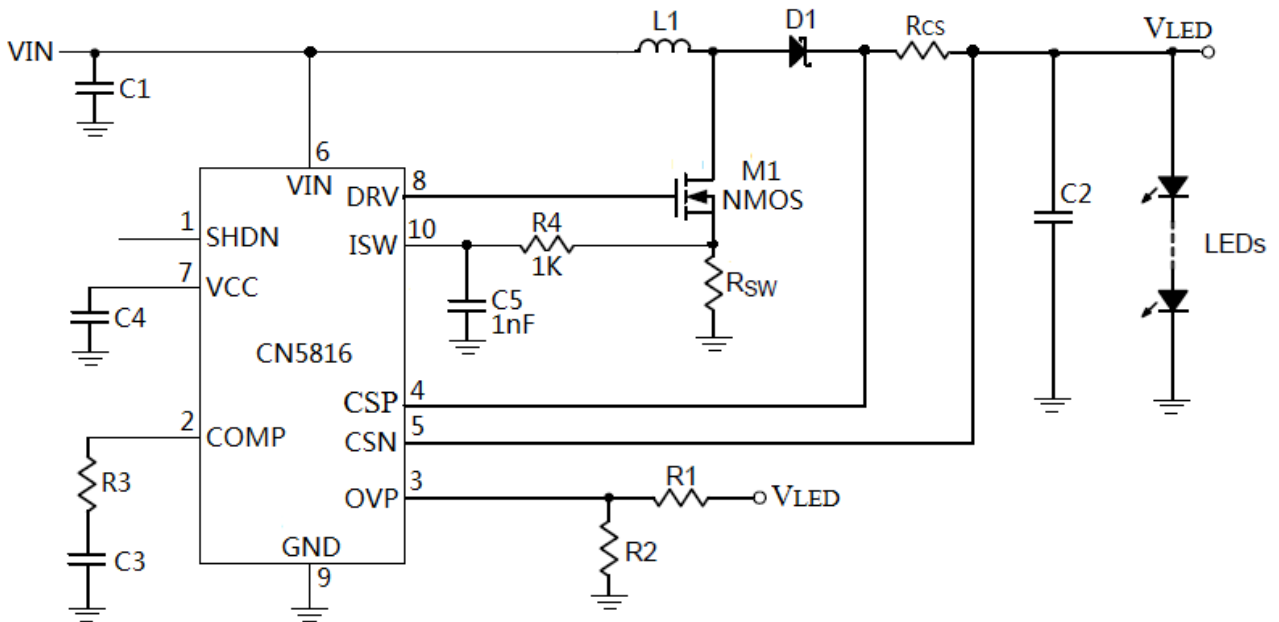 L1
D1
RCS
VLED
VIN
C1
6
VIN
DRV
8
M1
NMOS
C2
1
SHDN
ISW
10
R4
1K
LEDs
7
VCC
C5
1nF
RSW
C4
CN5816
CSP
4
2
COMP
CSN
5
R3
OVP
3
R1
VLED
C3
GND
R2
9